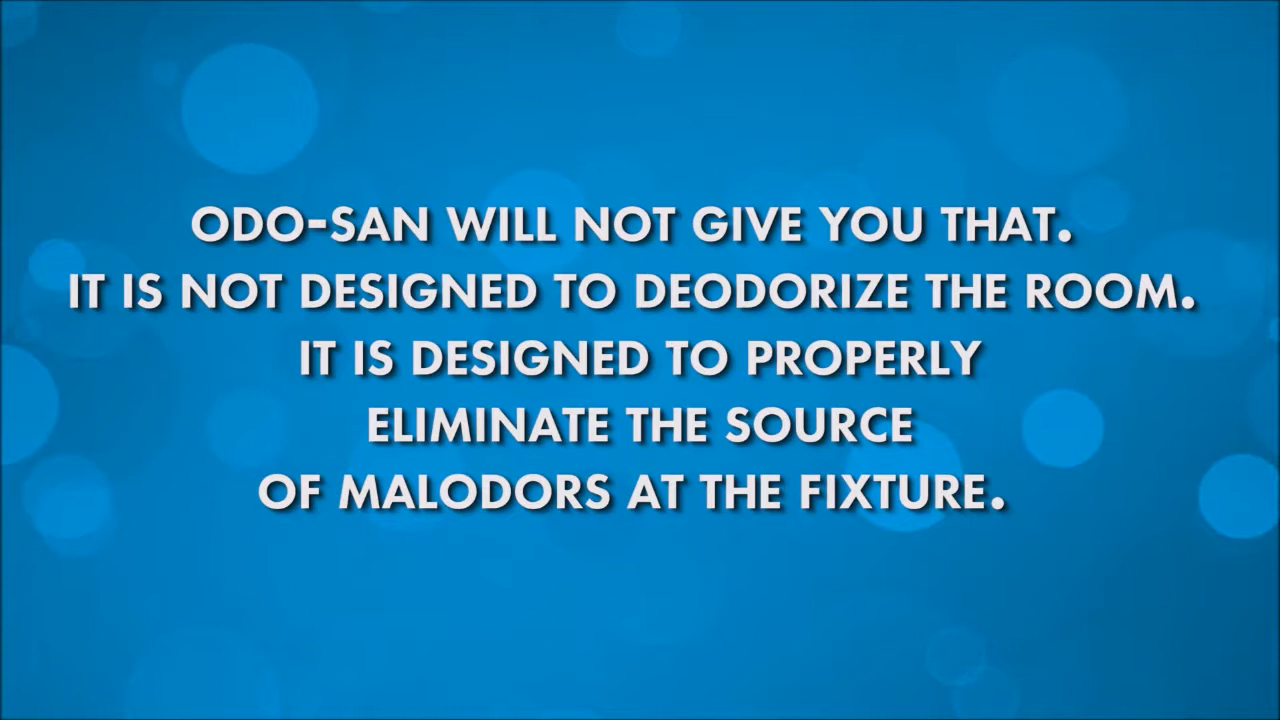 ODO-SAN WILL NOT GIVE YOU THAT.
IT IS NOT DESIGNED TO DEODORIZE THE ROOM.
IT IS DESIGNED TO PROPERLY
ELIMINATE THE SOURCE
OF MALODORS AT THE FIXTURE.